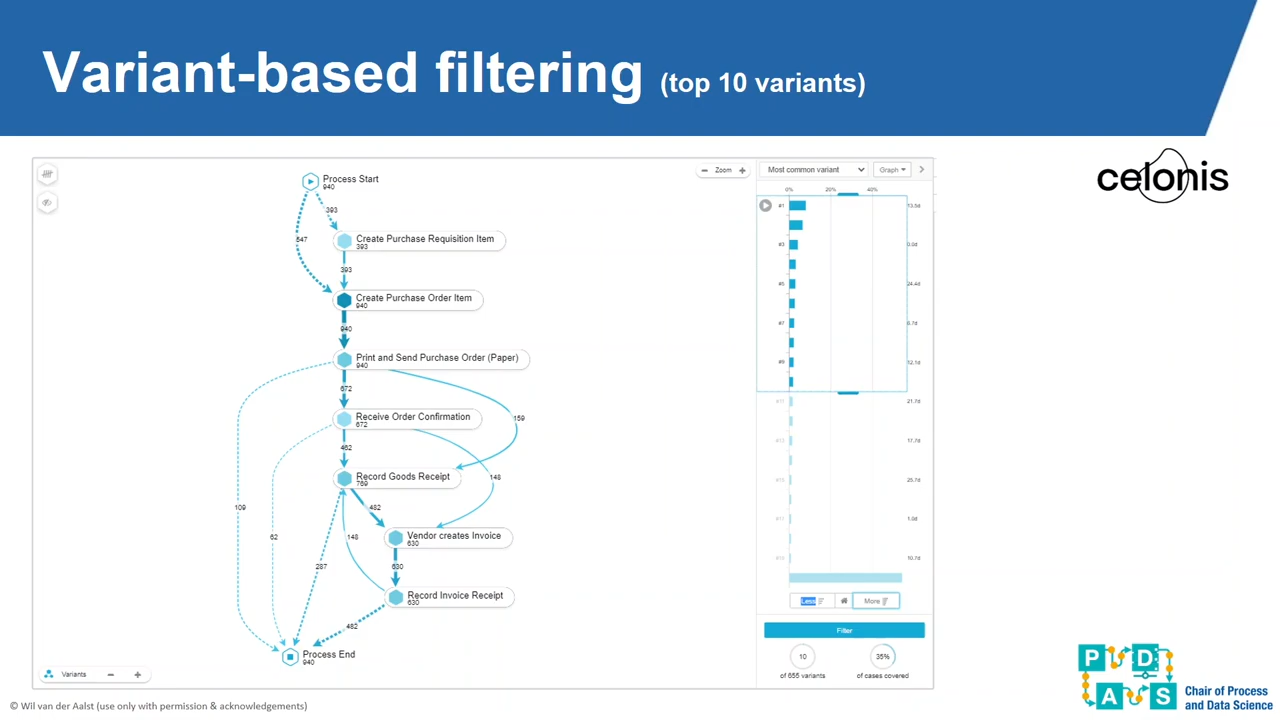 Variant-based filtering (top 10 variants)
celonis
Process Start
940
393
547
Create Purchase Requisition Item
393
393
Create Purchase Order Item
940
940
Print and Send Purchase Order (Paper)
940
672
159
Receive Order Confirmation
672
462
148
Record Goods Receipt
769
482
109
62
148
287
Vendor creates Invoice
630
630
Record Invoice Receipt
630
482
Process End
940
Variants
Zoom
Most common variant
Graph
0%
20%
40%
#1
13.5d
#3
#5
24.4d
#7
#9
12.1d
21.7d
17.7d
25.7d
10.7d
Less
More
Filter
10
of 655 variants
35%
of cases covered
P D
A S
Chair of Process
and Data Science
© Wil van der Aalst (use only with permission & acknowledgements)